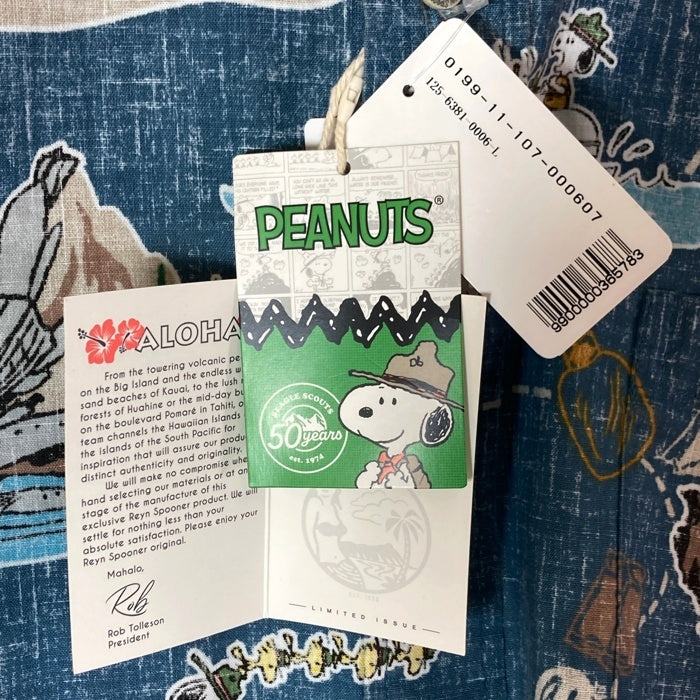 0199-11-107-000607
125-6381-0006-L
9900000365783
PEANUTS®
BEAGLE SCOUTS
50 years
est. 1974
ALOHA
From the towering volcanic
on the Big Island and the endless
sand beaches of Kauai, to the lush
forests of Huahine or the mid-day
on the boulevard Pomaré in Tahiti,
team channels the Hawaiian Islands
the islands of the South Pacific for
inspiration that will assure our
distinct authenticity and originality.
We will make no compromise
hand selecting our materials or at an
stage of the manufacture of this
exclusive Reyn Spooner product. We will
settle for nothing less than your
absolute satisfaction. Please enjoy your
Reyn Spooner original.
Mahalo,
Rob
Rob Tolleson
President
LIMITED ISSUE